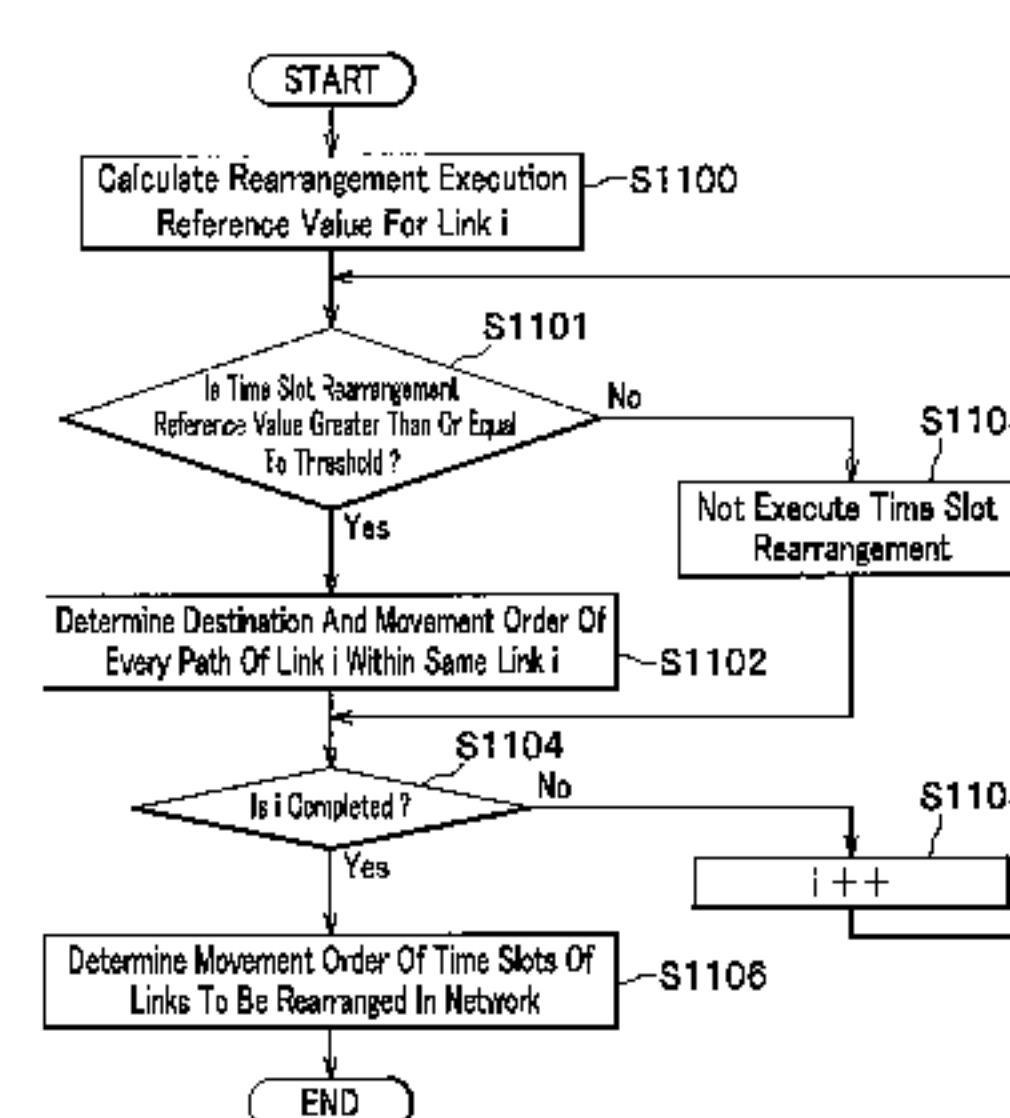 START
Calculate Rearrangement Execution
Reference Value For Link i
S1100
S1101
Is Time Slot Rearrangement
Reference Value Greater Than Or Equal
To Threshold ?
No
Yes
S110
Not Execute Time Slot
Rearrangement
Determine Destination And Movement Order Of
Every Path Of Link i Within Same Link i
S1102
S1104
Is i Completed ?
No
Yes
S110
i ++
Determine Movement Order Of Time Slots Of
Links To Be Rearranged In Network
S1106
END